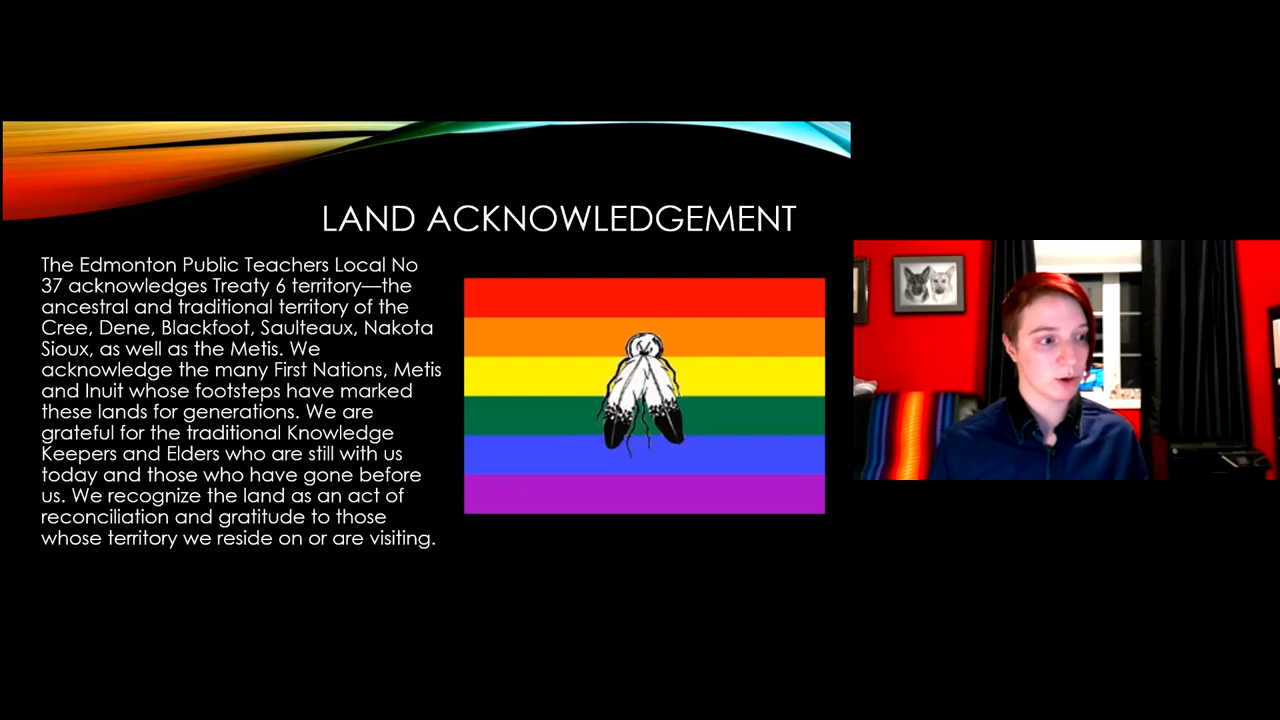 LAND ACKNOWLEDGEMENT
The Edmonton Public Teachers Local No
37 acknowledges Treaty 6 territory—the
ancestral and traditional territory of the
Cree, Dene, Blackfoot, Saulteaux, Nakota
Sioux, as well as the Metis. We
acknowledge the many First Nations, Metis
and Inuit whose footsteps have marked
these lands for generations. We are
grateful for the traditional Knowledge
Keepers and Elders who are still with us
today and those who have gone before
us. We recognize the land as an act of
reconciliation and gratitude to those
whose territory we reside on or are visiting.